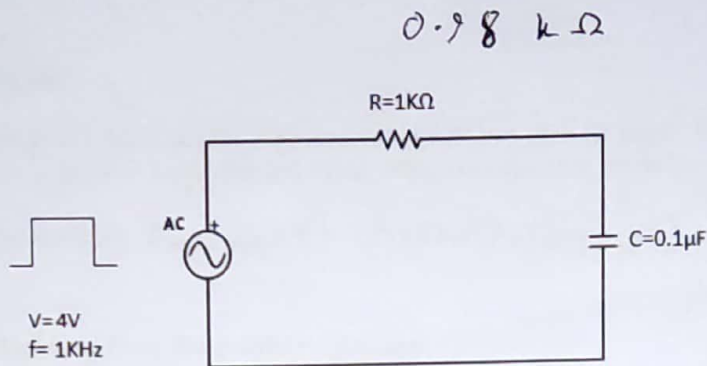 0.98 kΩ
R=1KΩ
AC
+
C=0.1µF
V=4V
f= 1KHz